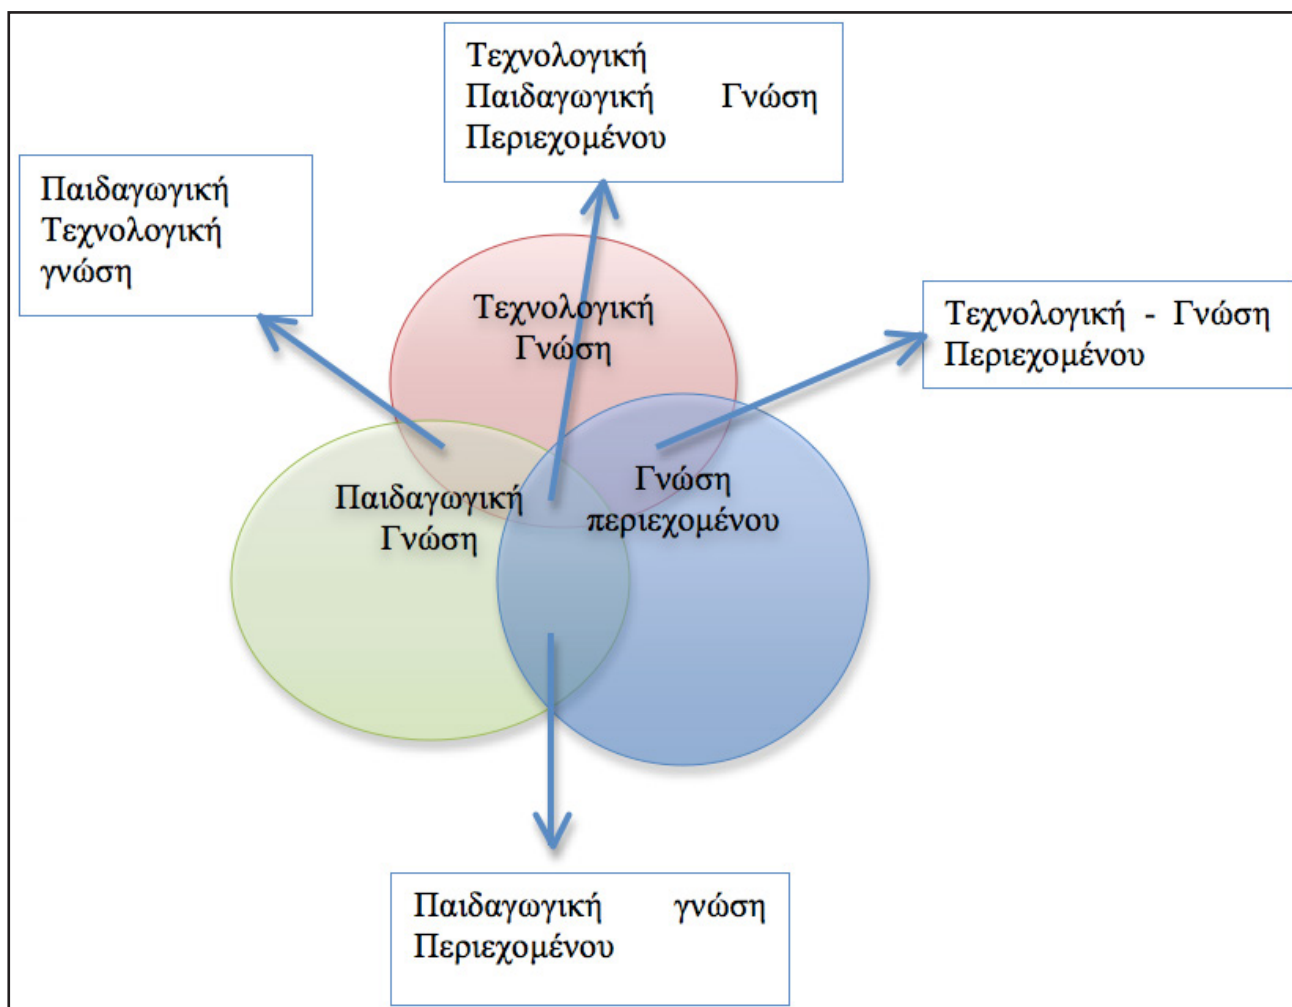 Τεχνολογική
Παιδαγωγική Γνώση
Περιεχομένου
Παιδαγωγική
Τεχνολογική
γνώση
Τεχνολογική
Γνώση
Τεχνολογική - Γνώση
Περιεχομένου
Παιδαγωγική
Γνώση
Γνώση
περιεχομένου
Παιδαγωγική γνώση
Περιεχομένου